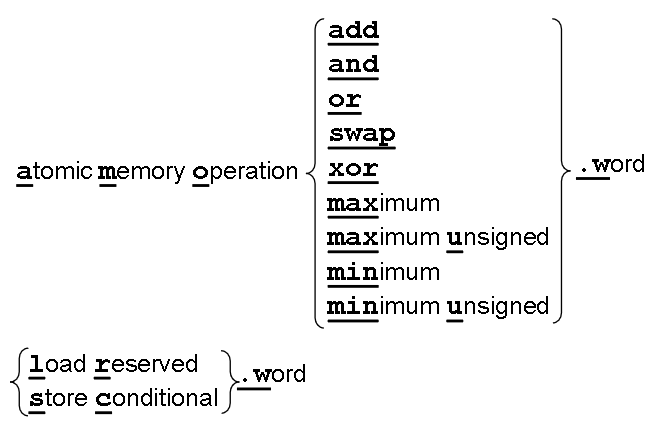 add
and
or
swap
atomic memory operation xor .word
maximum
maximum unsigned
minimum
minimum unsigned
load reserved
store conditional .word